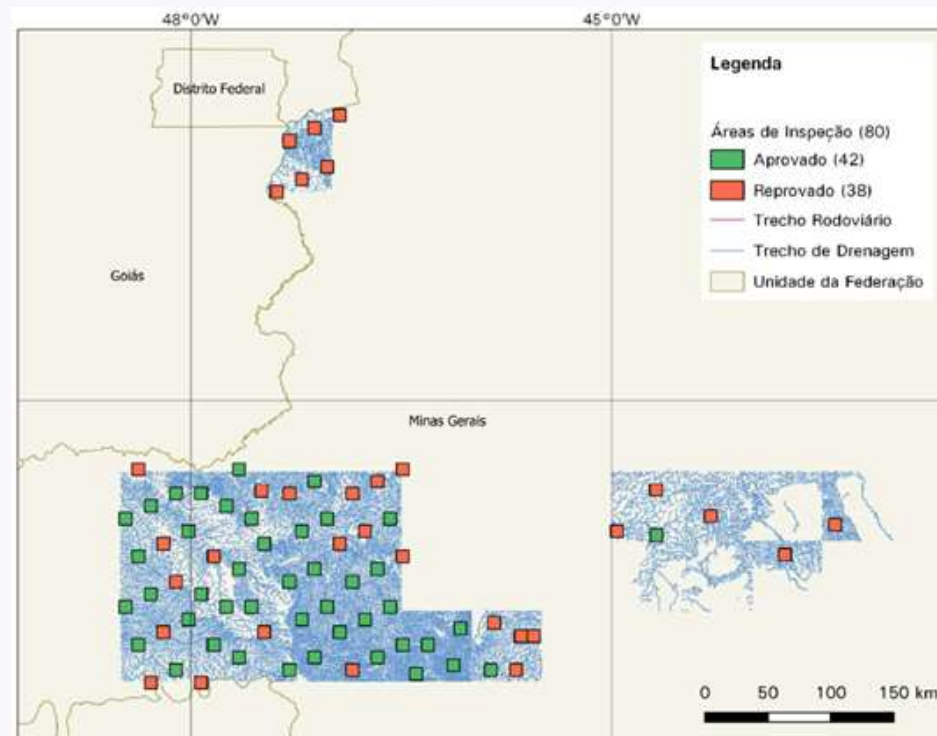 48°0'W
45°0'W
Distrito Federal
Goiás
Minas Gerais
Legenda
Áreas de Inspeção (80)
Aprovado (42)
Reprovado (38)
Trecho Rodoviário
Trecho de Drenagem
Unidade da Federação
0 50 100 150 km